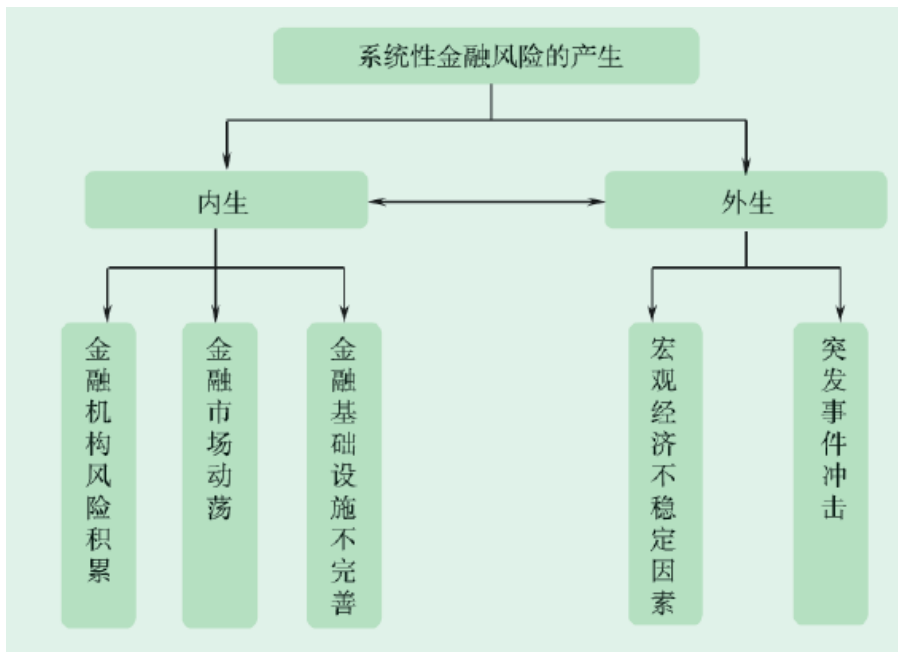 系统性金融风险的产生
内生
外生
金融机构风险积累
金融市场动荡
金融基础设施不完善
宏观经济不稳定因素
突发事件冲击